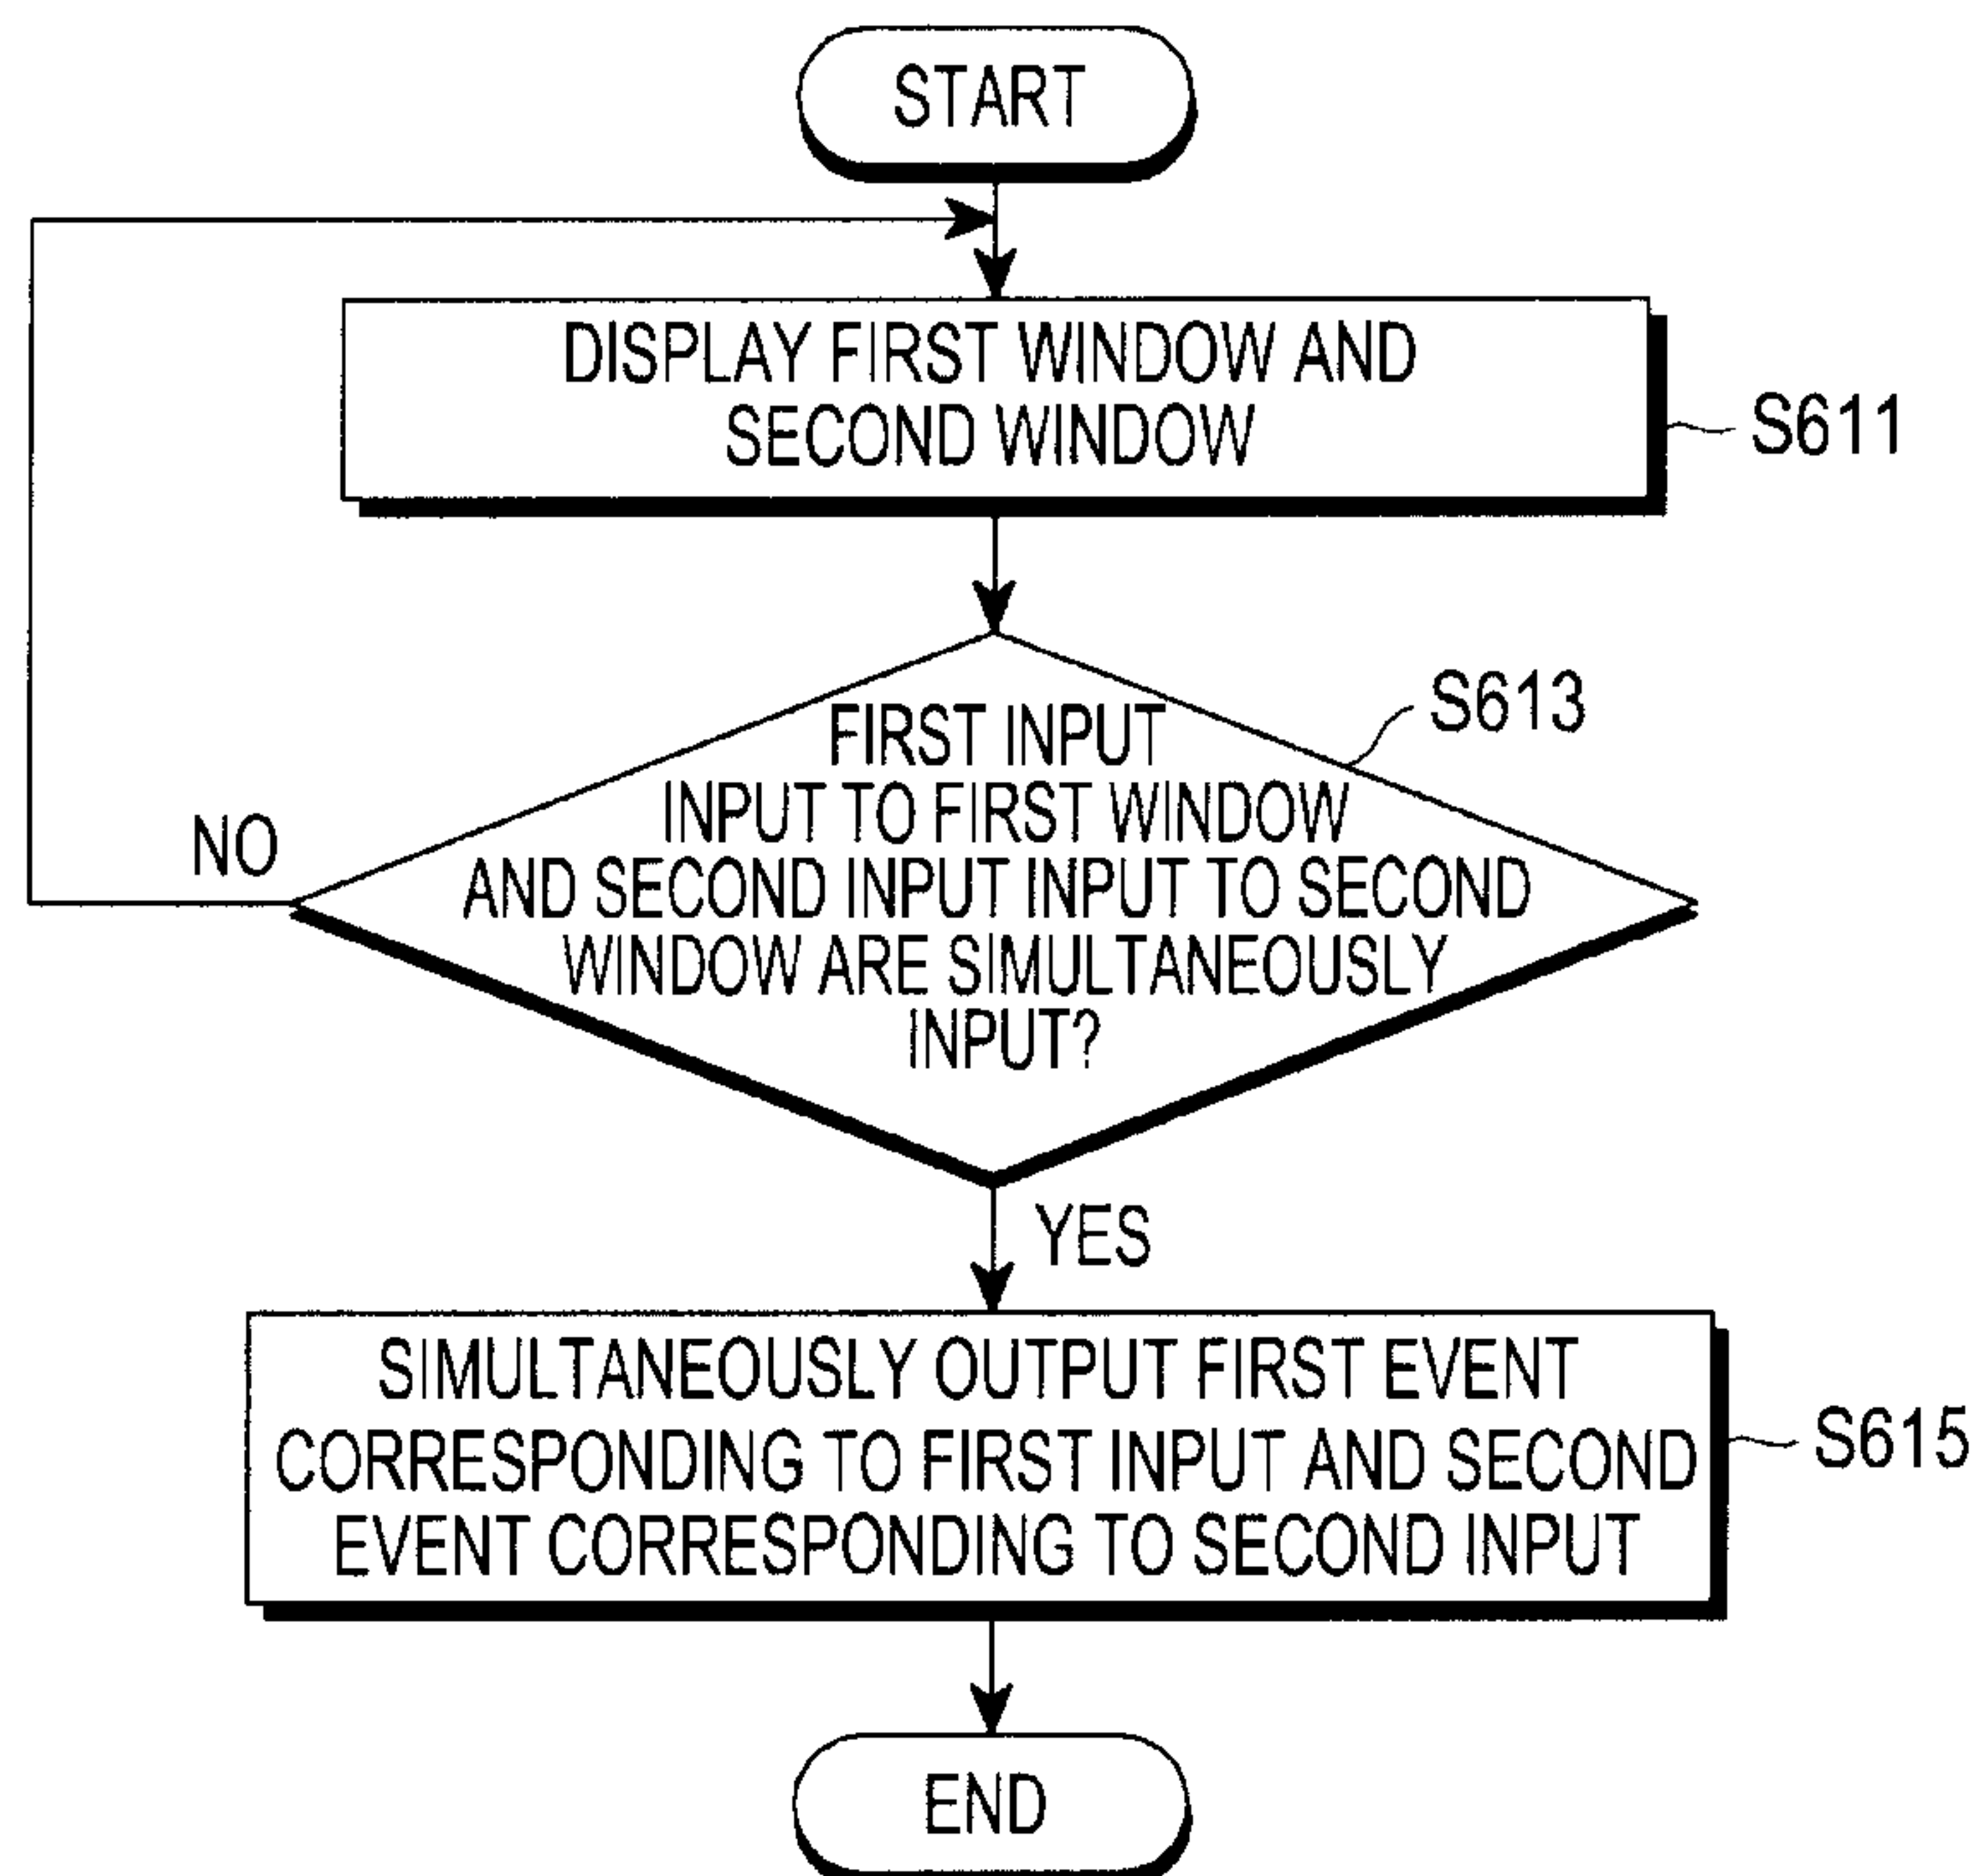 START
DISPLAY FIRST WINDOW AND
SECOND WINDOW
S611
S613
FIRST INPUT
INPUT TO FIRST WINDOW
AND SECOND INPUT INPUT TO SECOND
WINDOW ARE SIMULTANEOUSLY
INPUT?
NO
YES
SIMULTANEOUSLY OUTPUT FIRST EVENT
CORRESPONDING TO FIRST INPUT AND SECOND
EVENT CORRESPONDING TO SECOND INPUT
S615
END